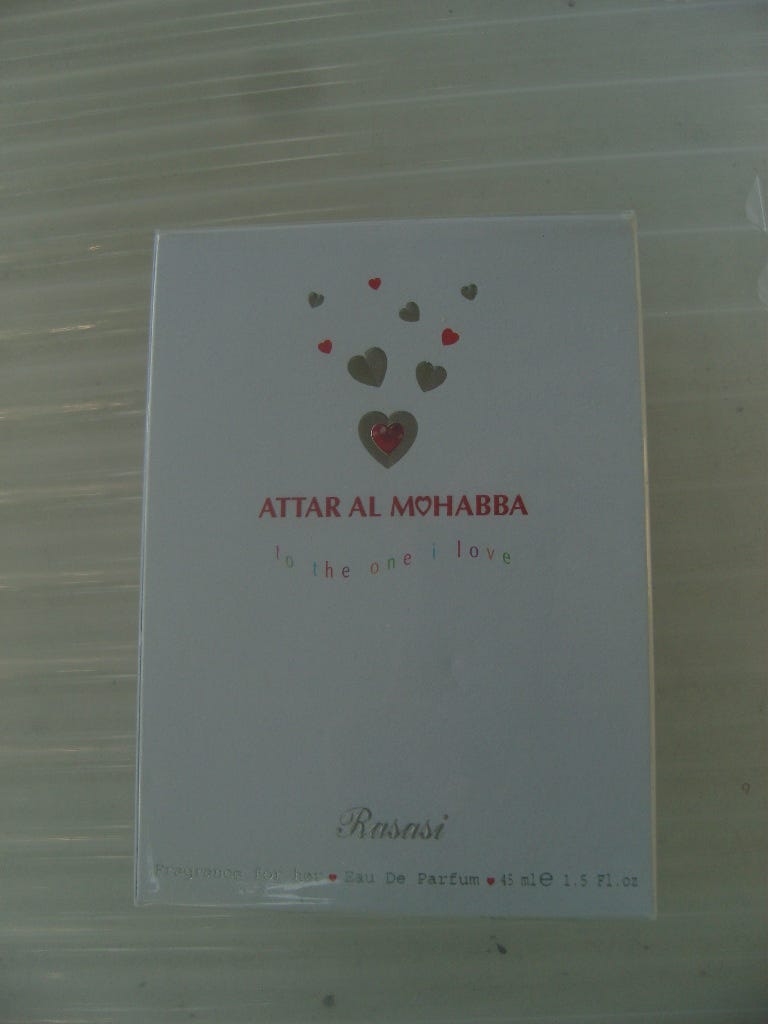 ATTAR AL MOHABBA
to the one i love
Rasasi
Fragrance for her ♥ Eau De Parfum ♥ 45 ml e 1.5 Fl.oz